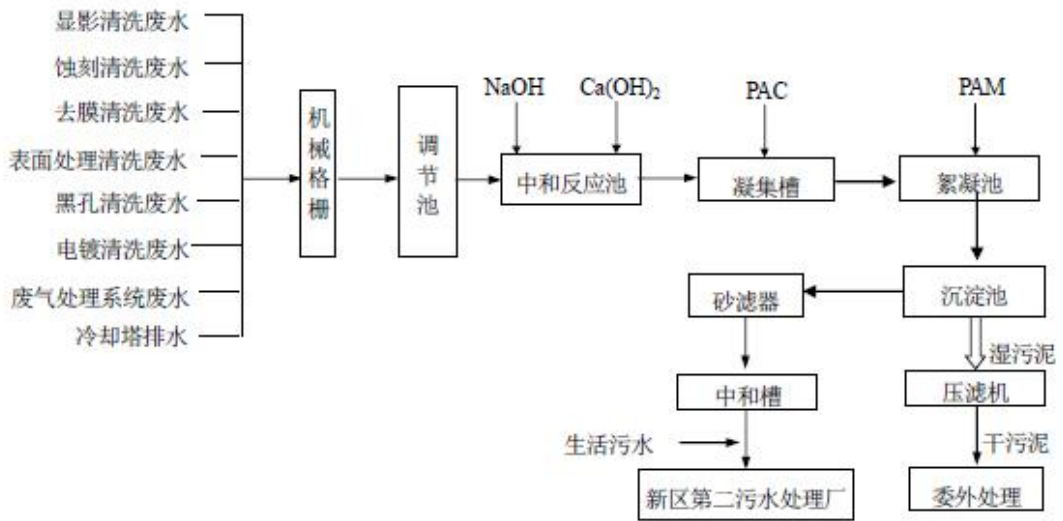 显影清洗废水
蚀刻清洗废水
去膜清洗废水
表面处理清洗废水
黑孔清洗废水
电镀清洗废水
废气处理系统废水
冷却塔排水
机械格栅
调节池
NaOH
Ca(OH)₂
PAC
PAM
中和反应池
凝集槽
絮凝池
砂滤器
沉淀池
湿污泥
中和槽
压滤机
生活污水
干污泥
新区第二污水处理厂
委外处理